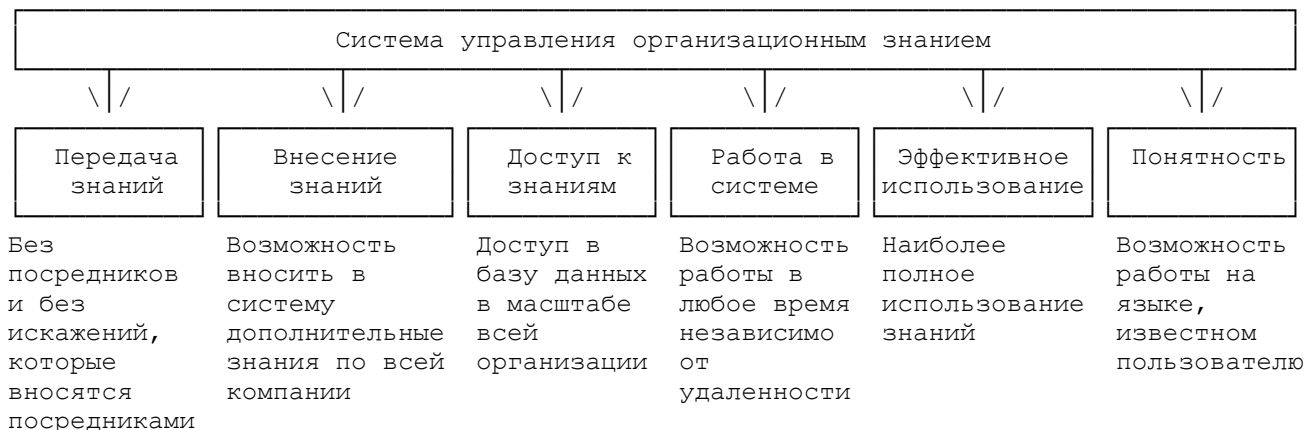 Система управления организационным знанием
Передача
знаний
Внесение
знаний
Доступ к
знаниям
Работа в
системе
Эффективное
использование
Понятность
Без
посредников
и без
искажений,
которые
вносятся
посредниками
Возможность
вносить в
систему
дополнительные
знания по всей
компании
Доступ в
базу данных
в масштабе
всей
организации
Возможность
работы в
любое время
независимо
от
удаленности
Наиболее
полное
использование
знаний
Возможность
работы на
языке,
известном
пользователю